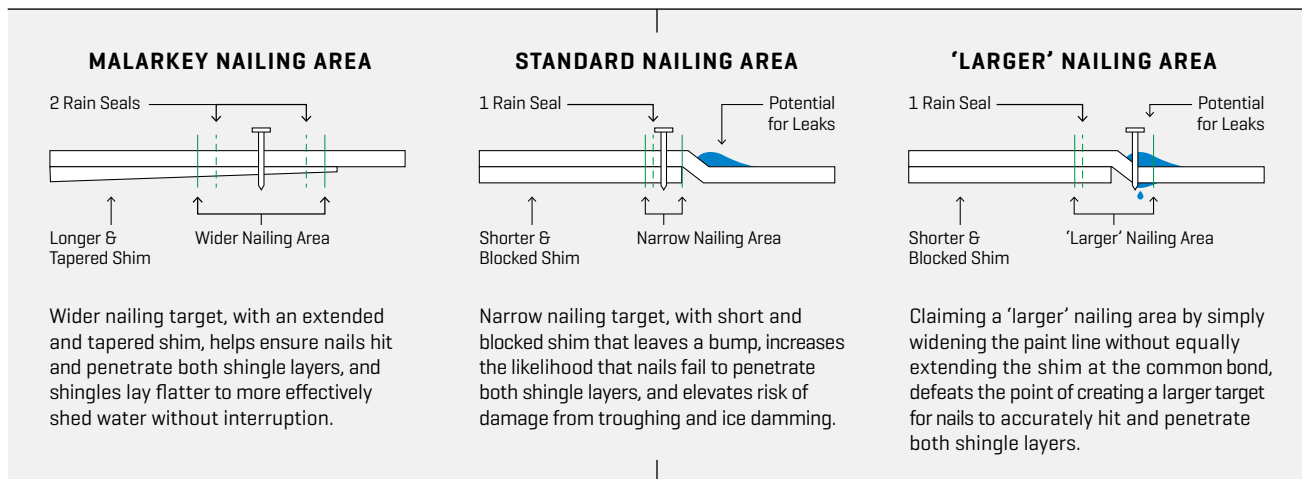 MALARKEY NAILING AREA
2 Rain Seals
Longer &
Tapered Shim
Wider Nailing Area
Wider nailing target, with an extended
and tapered shim, helps ensure nails hit
and penetrate both shingle layers, and
shingles lay flatter to more effectively
shed water without interruption.
STANDARD NAILING AREA
1 Rain Seal
Potential
for Leaks
Shorter &
Blocked Shim
Narrow Nailing Area
Narrow nailing target, with short and
blocked shim that leaves a bump, increases
the likelihood that nails fail to penetrate
both shingle layers, and elevates risk of
damage from troughing and ice damming.
‘LARGER’ NAILING AREA
1 Rain Seal
Potential
for Leaks
Shorter &
Blocked Shim
‘Larger’ Nailing Area
Claiming a ‘larger’ nailing area by simply
widening the paint line without equally
extending the shim at the common bond,
defeats the point of creating a larger target
for nails to accurately hit and penetrate
both shingle layers.